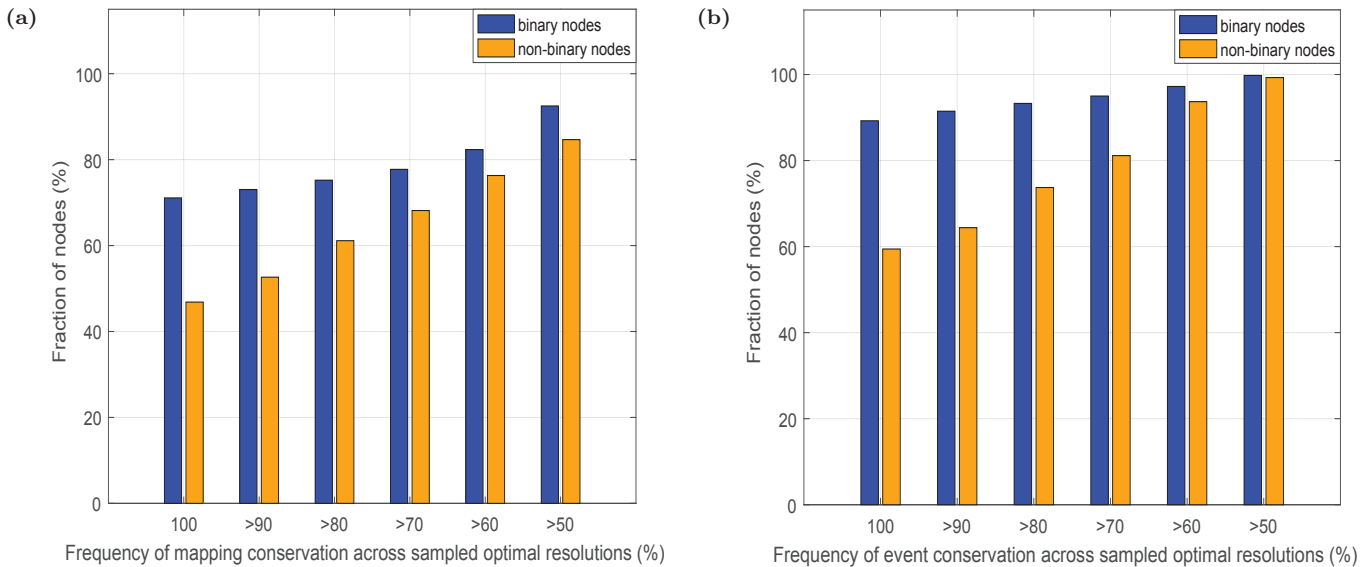 (a)
binary nodes
non-binary nodes
100
80
60
40
20
0
Fraction of nodes (%)
100 >90 >80 >70 >60 >50
Frequency of mapping conservation across sampled optimal resolutions (%)
(b)
binary nodes
non-binary nodes
100
80
60
40
20
0
Fraction of nodes (%)
100 >90 >80 >70 >60 >50
Frequency of event conservation across sampled optimal resolutions (%)